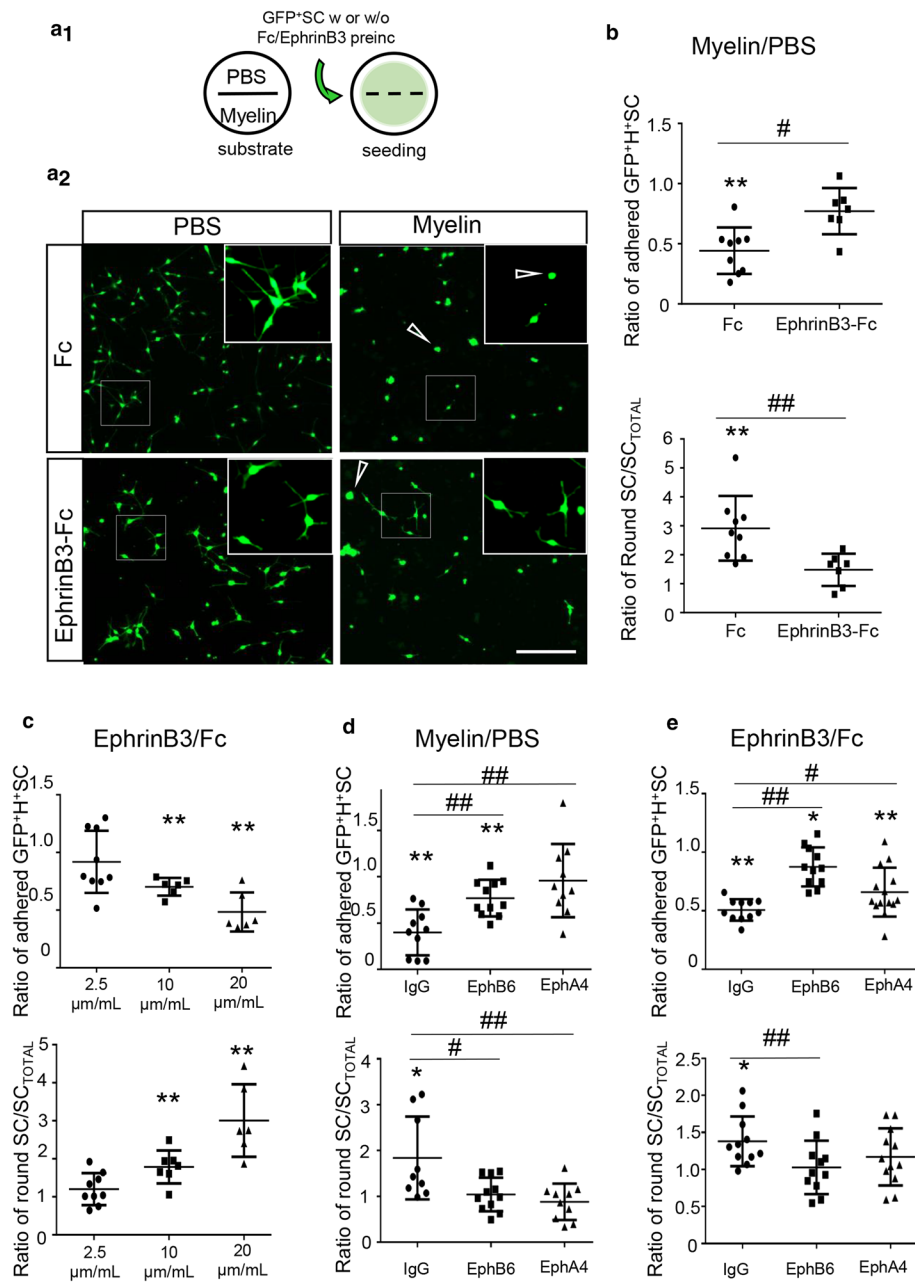 a1
GFP+SC w or w/o
Fc/EphrinB3 preinc
PBS
Myelin
substrate
seeding
a2
PBS
Myelin
Fc
EphrinB3-Fc
b
Myelin/PBS
Ratio of adhered GFP+H+SC
1.5
1.0
0.5
0
#
**
Fc
EphrinB3-Fc
Ratio of Round SC/SCTOTAL
6
5
4
3
2
1
0
##
**
Fc
EphrinB3-Fc
c
EphrinB3/Fc
Ratio of adhered GFP+H+SC
1.5
1.0
0.5
0
**
**
2.5
µm/mL
10
µm/mL
20
µm/mL
Ratio of round SC/SCTOTAL
5
4
3
2
1
0
**
**
2.5
µm/mL
10
µm/mL
20
µm/mL
d
Myelin/PBS
Ratio of adhered GFP+H+SC
1.5
1.0
0.5
0
##
##
**
**
IgG
EphB6
EphA4
Ratio of round SC/SCTOTAL
4
3
2
1
0
##
#
*
IgG
EphB6
EphA4
e
EphrinB3/Fc
Ratio of adhered GFP+H+SC
1.5
1.0
0.5
0
#
##
**
*
**
IgG
EphB6
EphA4
Ratio of round SC/SCTOTAL
2.5
2.0
1.5
1.0
0.5
0
##
*
IgG
EphB6
EphA4